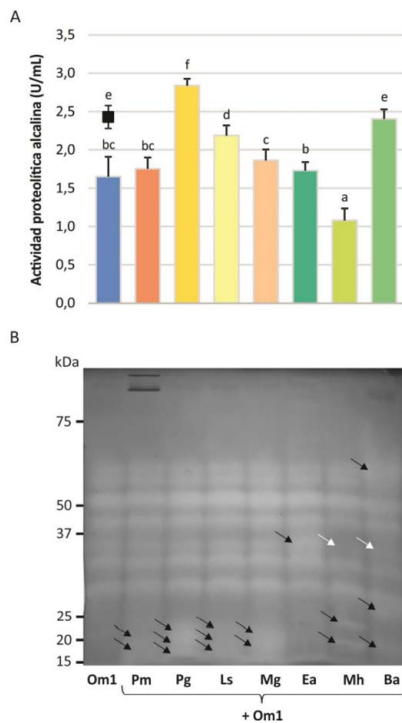 A
Actividad proteolítica alcalina (U/mL)
3,5
3,0
2,5
2,0
1,5
1,0
0,5
0,0
e
bc
bc
f
d
c
b
a
e
B
kDa
75
50
37
25
20
15
Om1 Pm Pg Ls Mg Ea Mh Ba
+ Om1